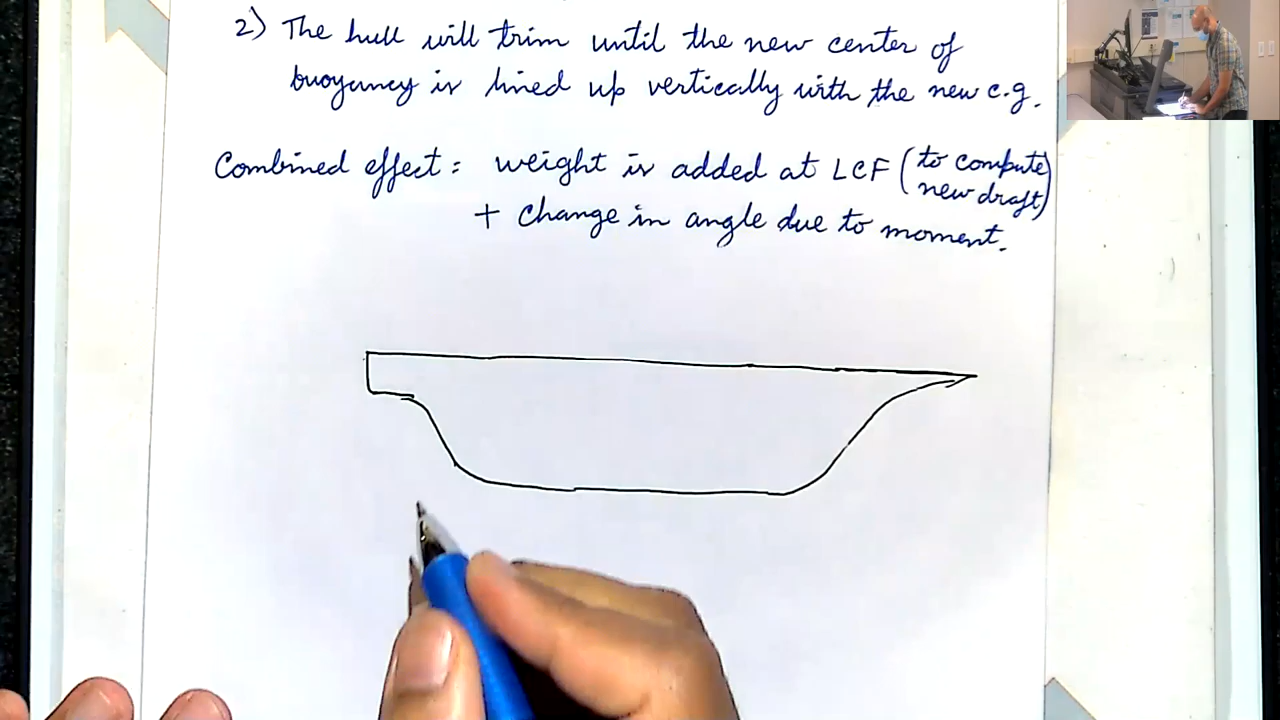 2) The hull will trim until the new center of
buoyancy is lined up vertically with the new c.g.
Combined effect: weight is added at LCF (to compute
new draft)
+ change in angle due to moment.